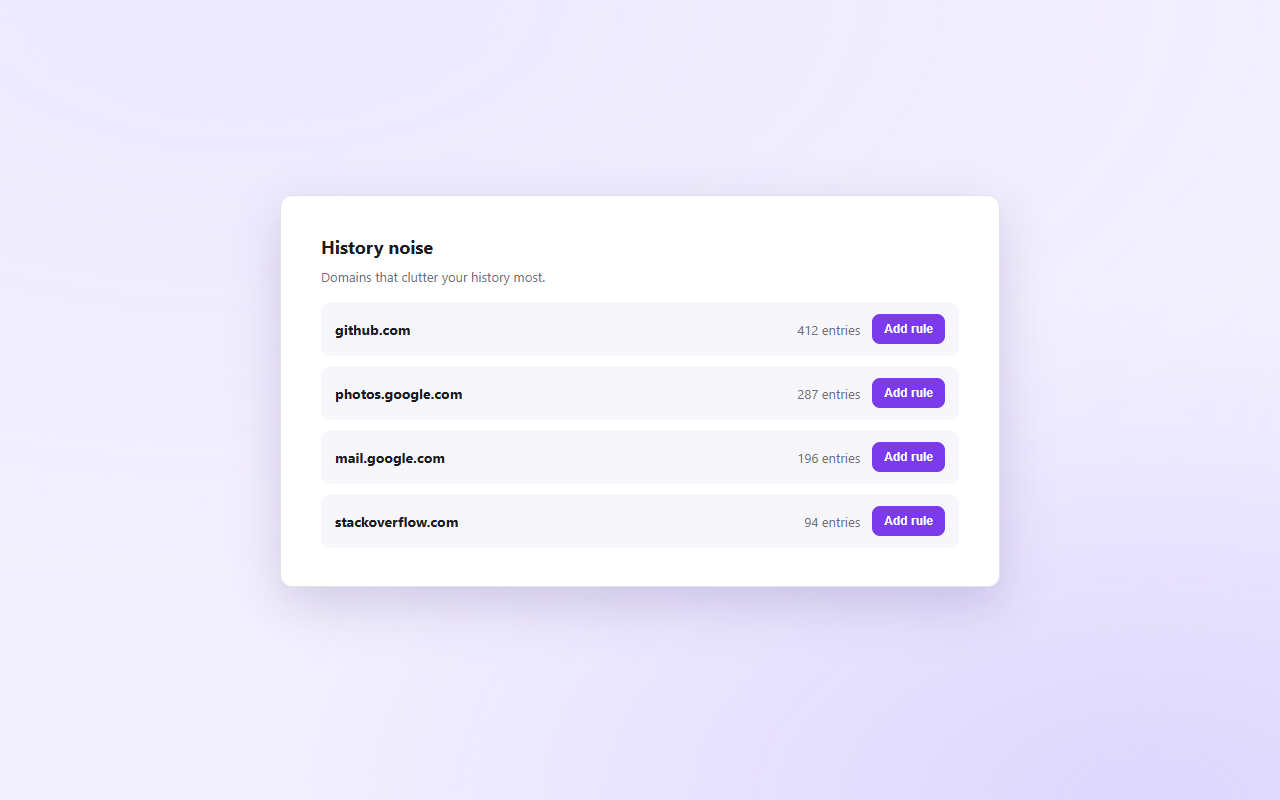 History noise
Domains that clutter your history most.
github.com 412 entries Add rule
photos.google.com 287 entries Add rule
mail.google.com 196 entries Add rule
stackoverflow.com 94 entries Add rule